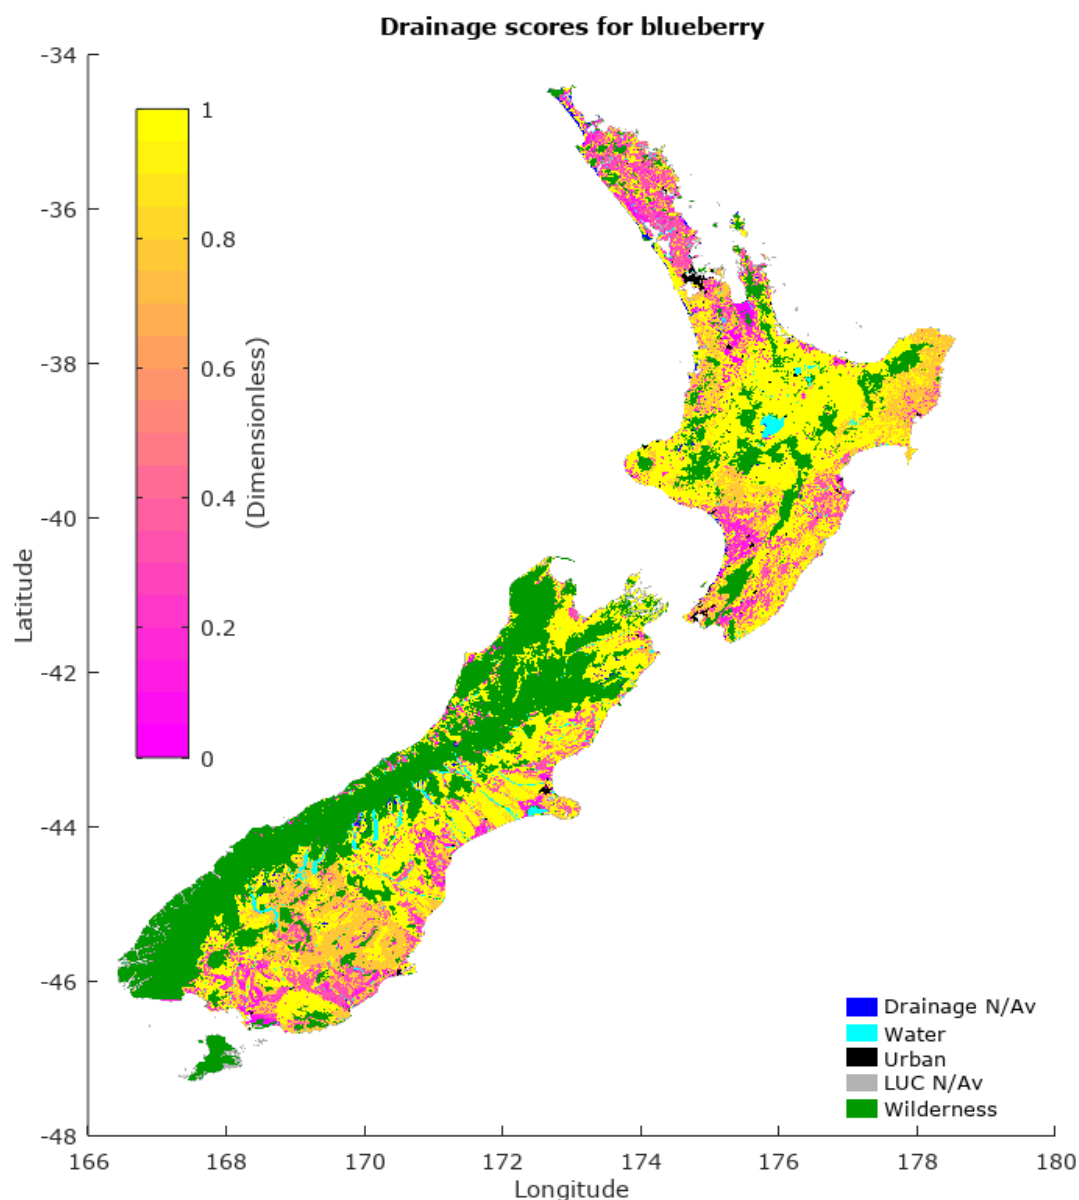 Drainage scores for blueberry
-34
-36
-38
-40
-42
-44
-46
-48
Latitude
1
0.8
0.6
0.4
0.2
0
(Dimensionless)
Drainage N/Av
Water
Urban
LUC N/Av
Wilderness
166 168 170 172 174 176 178 180
Longitude